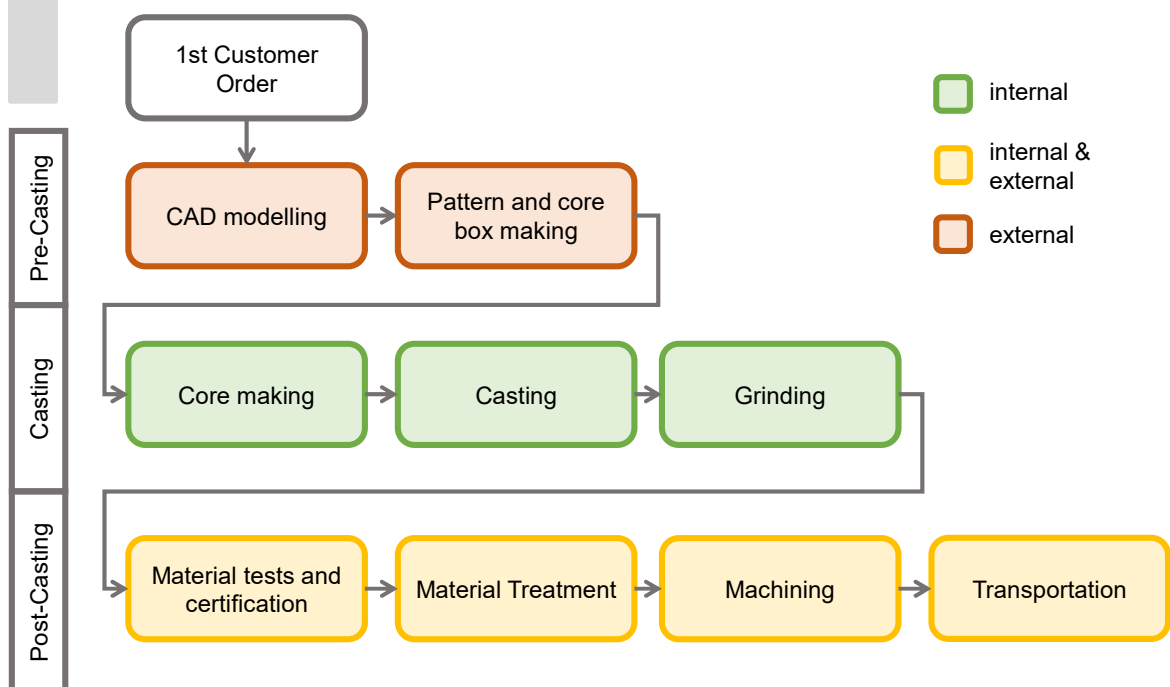 1st Customer
Order
internal
internal &
external
external
Pre-Casting
CAD modelling
Pattern and core
box making
Casting
Core making
Casting
Grinding
Post-Casting
Material tests and
certification
Material Treatment
Machining
Transportation